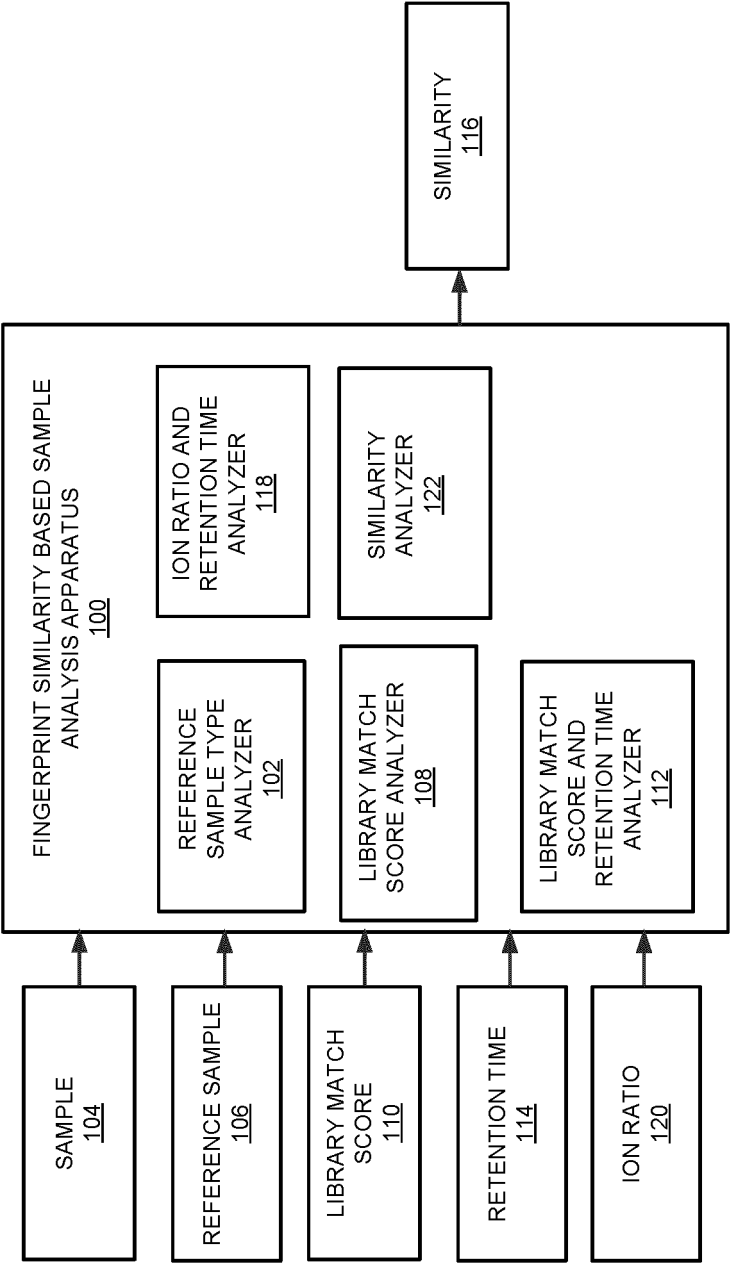 FINGERPRINT SIMILARITY BASED SAMPLE
ANALYSIS APPARATUS
100
SAMPLE
104
REFERENCE SAMPLE
106
LIBRARY MATCH
SCORE
110
RETENTION TIME
114
ION RATIO
120
REFERENCE
SAMPLE TYPE
ANALYZER
102
ION RATIO AND
RETENTION TIME
ANALYZER
118
LIBRARY MATCH
SCORE ANALYZER
108
SIMILARITY
ANALYZER
122
LIBRARY MATCH
SCORE AND
RETENTION TIME
ANALYZER
112
SIMILARITY
116